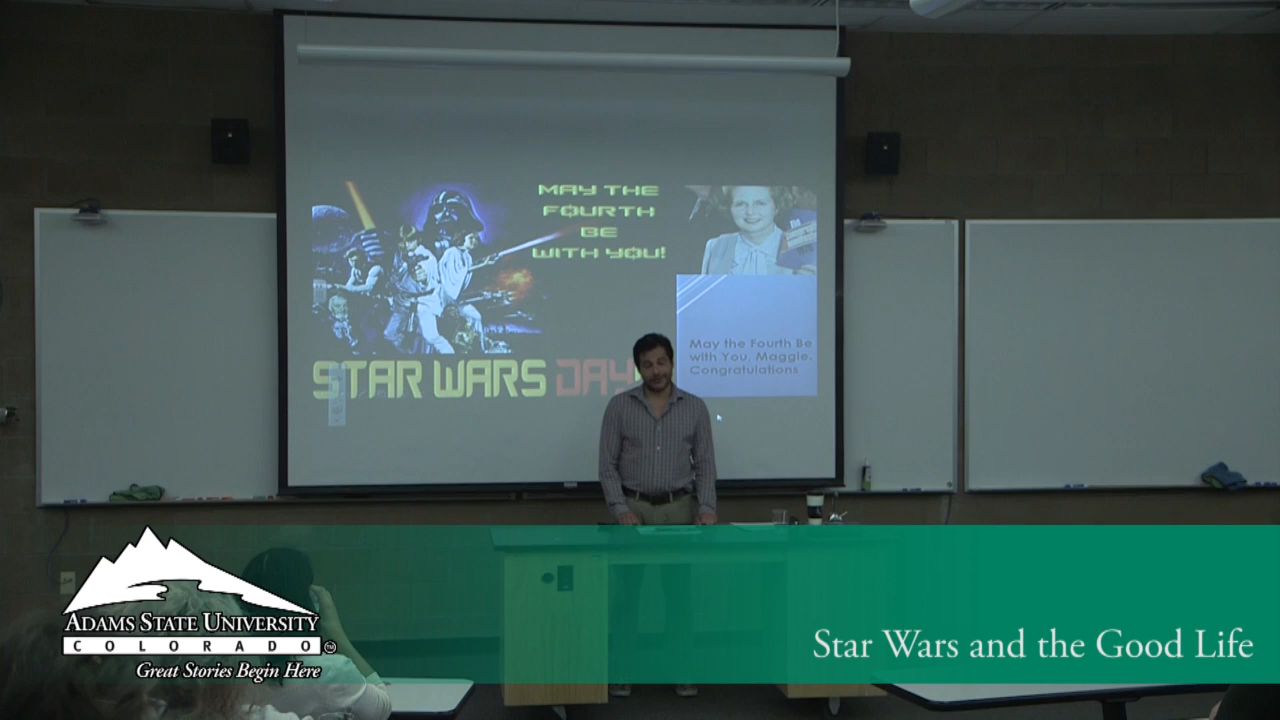 MAY THE
FOURTH
BE
WITH YOU!
STAR WARS DAY
May the Fourth Be
with You, Maggie.
Congratulations
ADAMS STATE UNIVERSITY
COLORADO
TM
Great Stories Begin Here
Star Wars and the Good Life